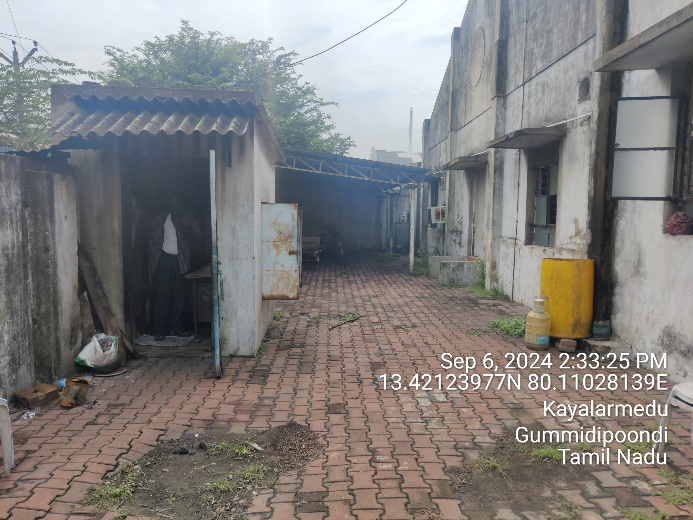 Sep 6, 2024 2:33:25 PM
13.42123977N 80.11028139E
Kayalarmedu
Gummidipoondi
Tamil Nadu